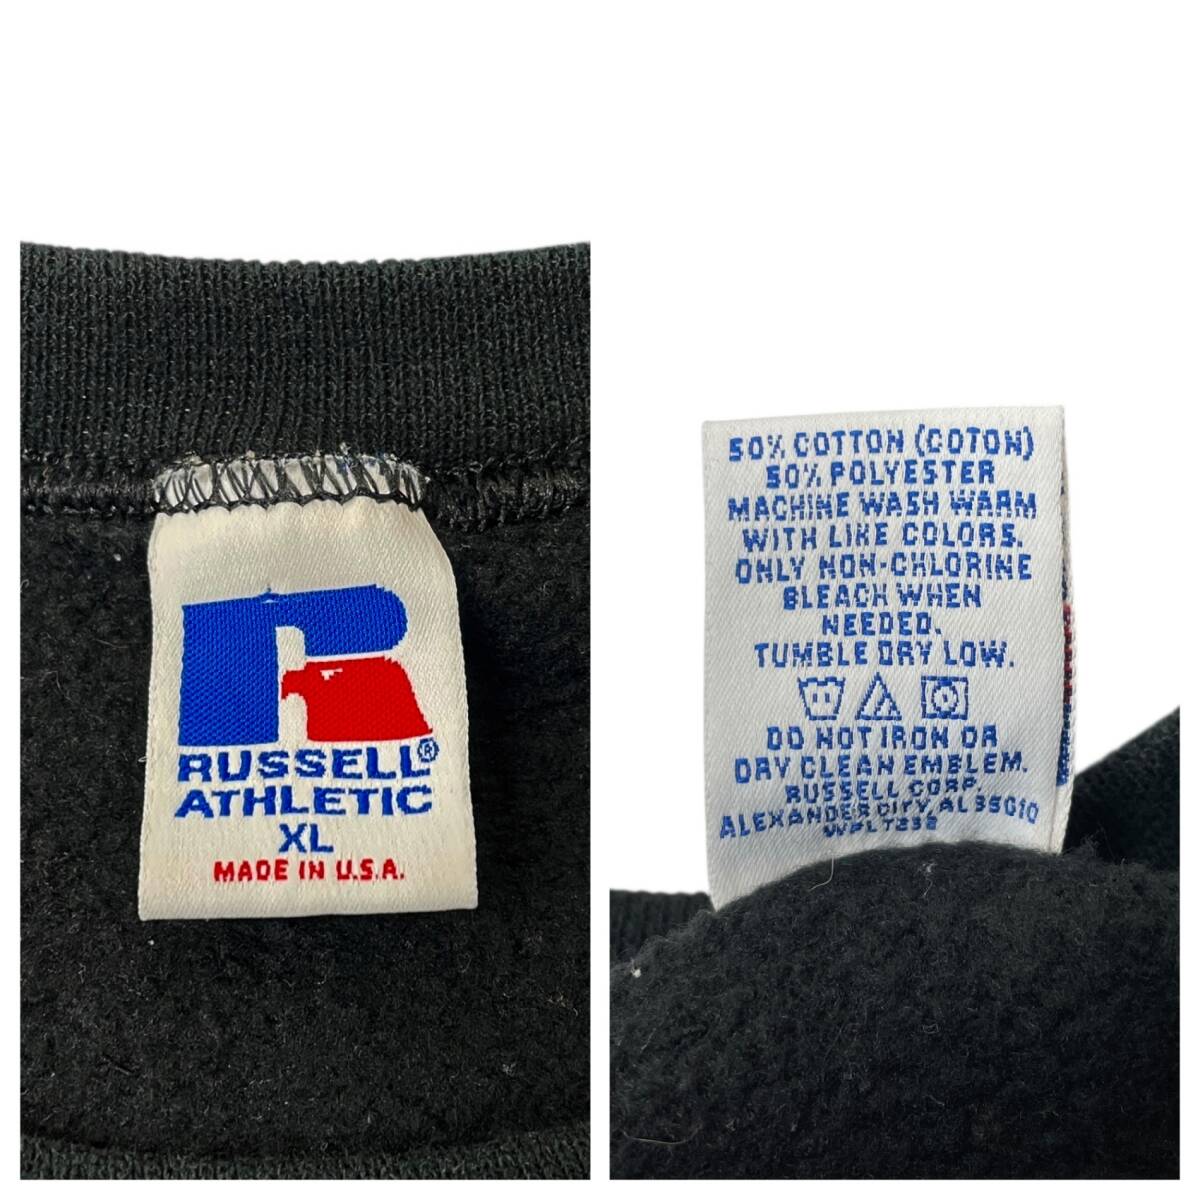 RUSSELL®
ATHLETIC
XL
MADE IN U.S.A.
50% COTTON (COTON)
50% POLYESTER
MACHINE WASH WARM
WITH LIKE COLORS.
ONLY NON-CHLORINE
BLEACH WHEN
NEEDED.
TUMBLE DRY LOW.
DO NOT IRON OR
DRY CLEAN EMBLEM.
RUSSELL CORP.
ALEXANDER CITY, AL 35010